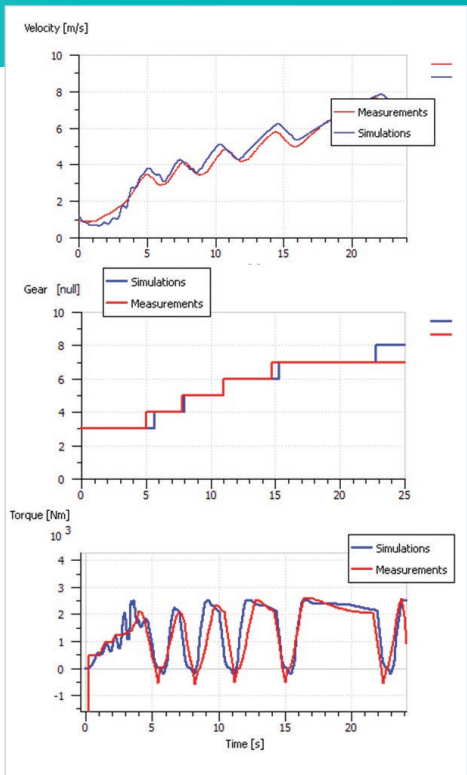 Velocity [m/s]
10
8
6
4
2
0
0 5 10 15 20
Measurements
Simulations
Gear [null]
Simulations
Measurements
10
8
6
4
2
0
0 5 10 15 20 25
Torque [Nm]
10 3
Simulations
Measurements
4
3
2
1
0
-1
0 5 10 15 20
Time [s]